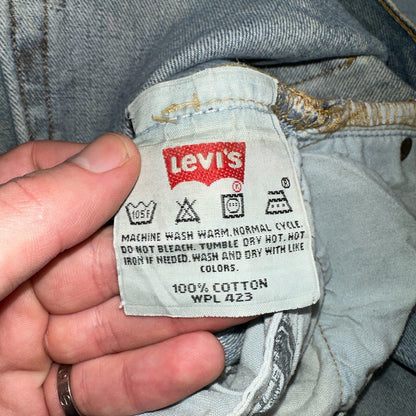 Levi's
®
105°F
®
MACHINE WASH WARM. NORMAL CYCLE.
DO NOT BLEACH. TUMBLE DRY HOT. HOT
IRON IF NEEDED. WASH AND DRY WITH LIKE
COLORS.
100% COTTON
WPL 423